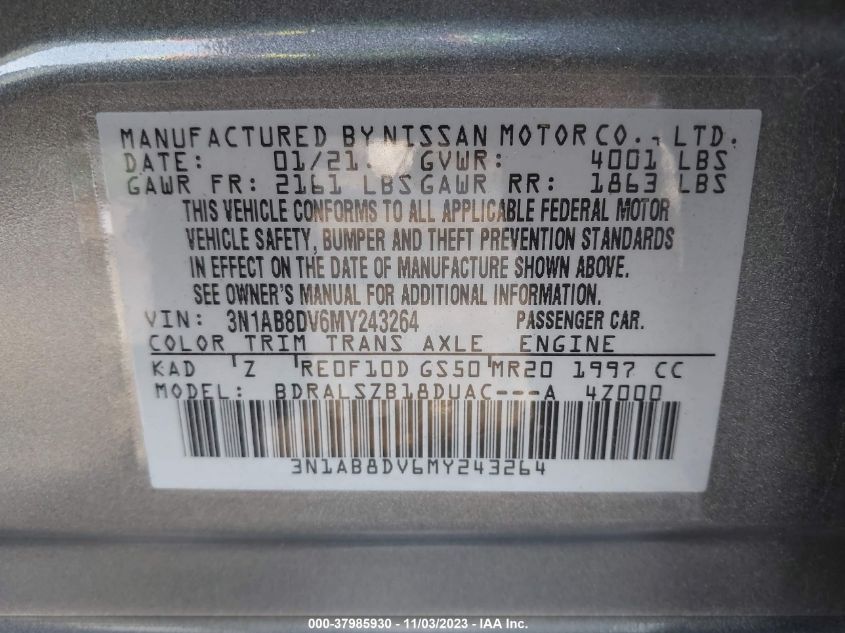 MANUFACTURED BY NISSAN MOTOR CO., LTD.
DATE: 01/21. GVWR: 4001 LBS
GAWR FR: 2161 LBS GAWR RR: 1863 LBS
THIS VEHICLE CONFORMS TO ALL APPLICABLE FEDERAL MOTOR
VEHICLE SAFETY, BUMPER AND THEFT PREVENTION STANDARDS
IN EFFECT ON THE DATE OF MANUFACTURE SHOWN ABOVE.
SEE OWNER'S MANUAL FOR ADDITIONAL INFORMATION.
VIN: 3N1AB8DV6MY243264 PASSENGER CAR.
COLOR TRIM TRANS AXLE ENGINE
KAD Z RE0F10D GS50 MR20 1997 CC
MODEL: BDRALSZB18DUAC---A 4Z000
3N1AB8DV6MY243264
000-37985930 - 11/03/2023 - IAA Inc.